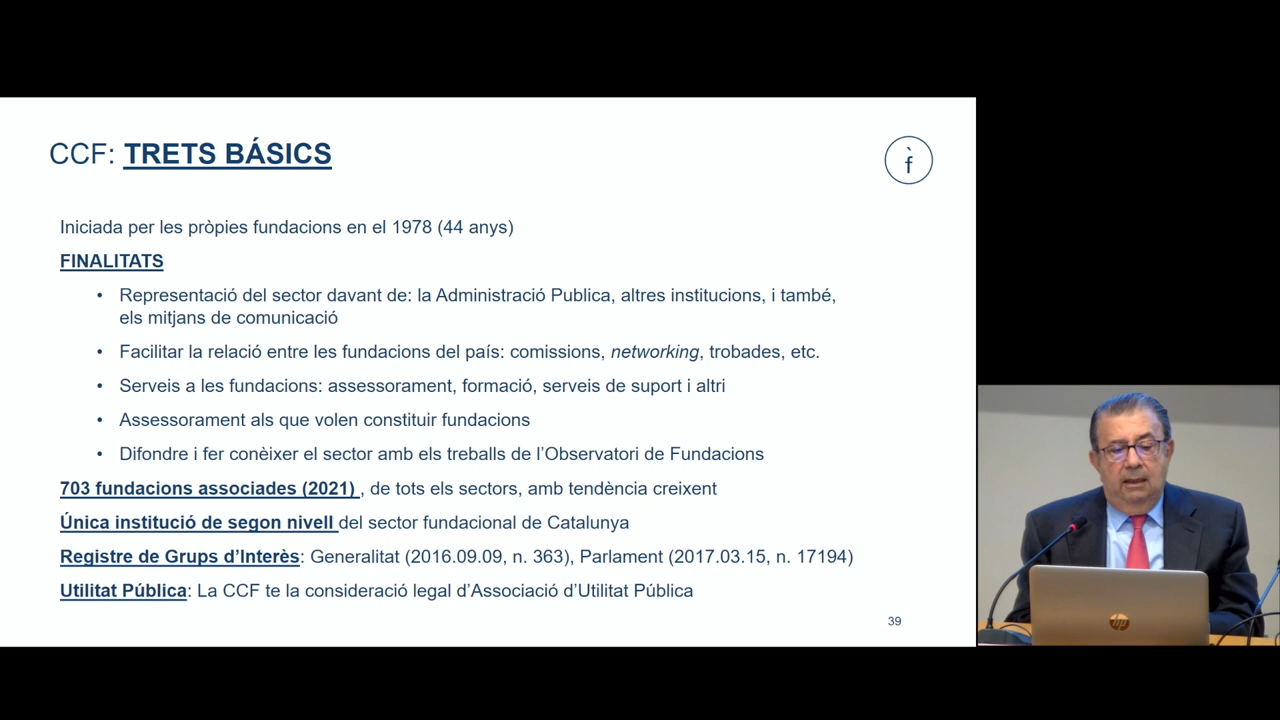 CCF: TRETS BÁSICS
f̀
Iniciada per les pròpies fundacions en el 1978 (44 anys)
FINALITATS
• Representació del sector davant de: la Administració Publica, altres institucions, i també,
els mitjans de comunicació
• Facilitar la relació entre les fundacions del país: comissions, networking, trobades, etc.
• Serveis a les fundacions: assessorament, formació, serveis de suport i altri
• Assessorament als que volen constituir fundacions
• Difondre i fer conèixer el sector amb els treballs de l’Observatori de Fundacions
703 fundacions associades (2021) , de tots els sectors, amb tendència creixent
Única institució de segon nivell del sector fundacional de Catalunya
Registre de Grups d’Interès: Generalitat (2016.09.09, n. 363), Parlament (2017.03.15, n. 17194)
Utilitat Pública: La CCF te la consideració legal d’Associació d’Utilitat Pública
39
hp